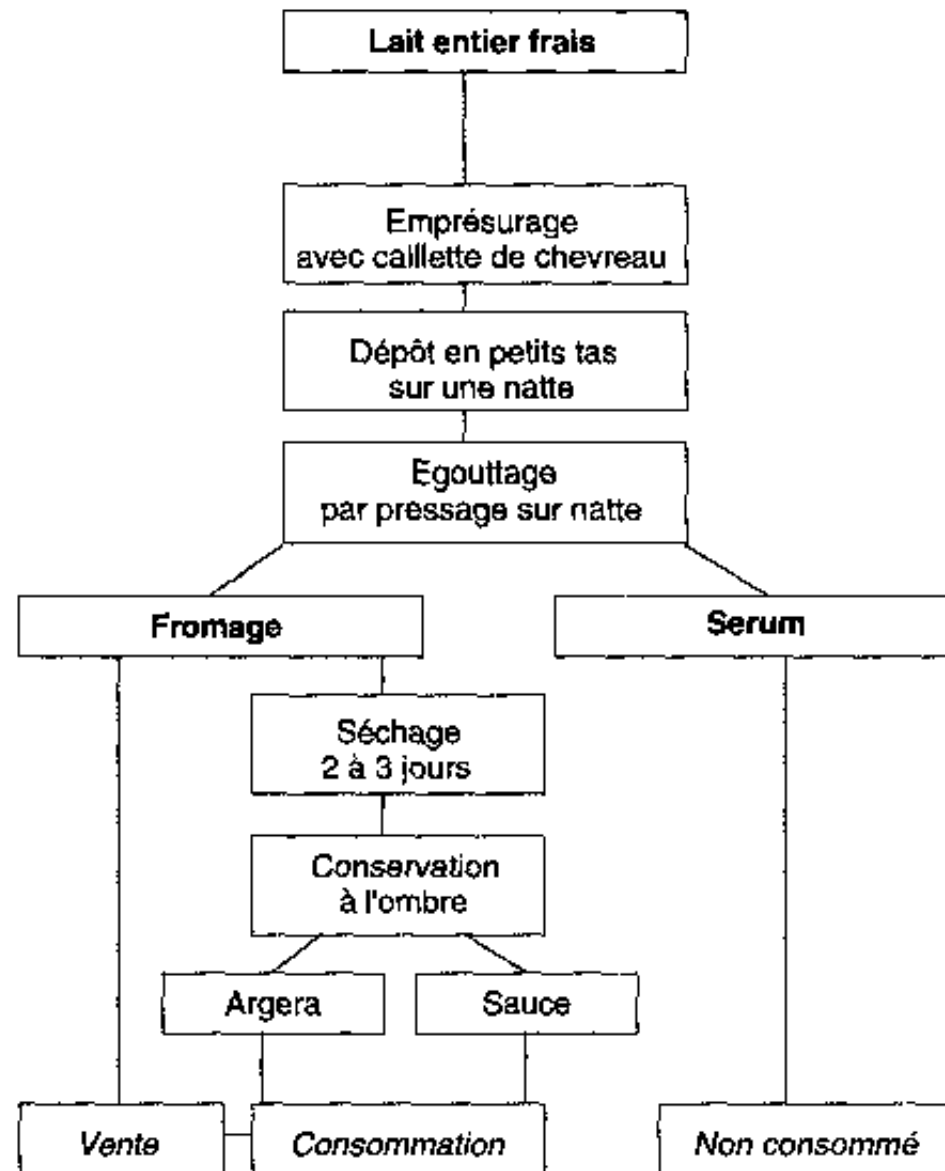 Lait entier frais
Emprésurage
avec caillette de chevreau
Dépôt en petits tas
sur une natte
Egouttage
par pressage sur natte
Fromage
Serum
Séchage
2 à 3 jours
Conservation
à l'ombre
Argera
Sauce
Vente
Consommation
Non consommé